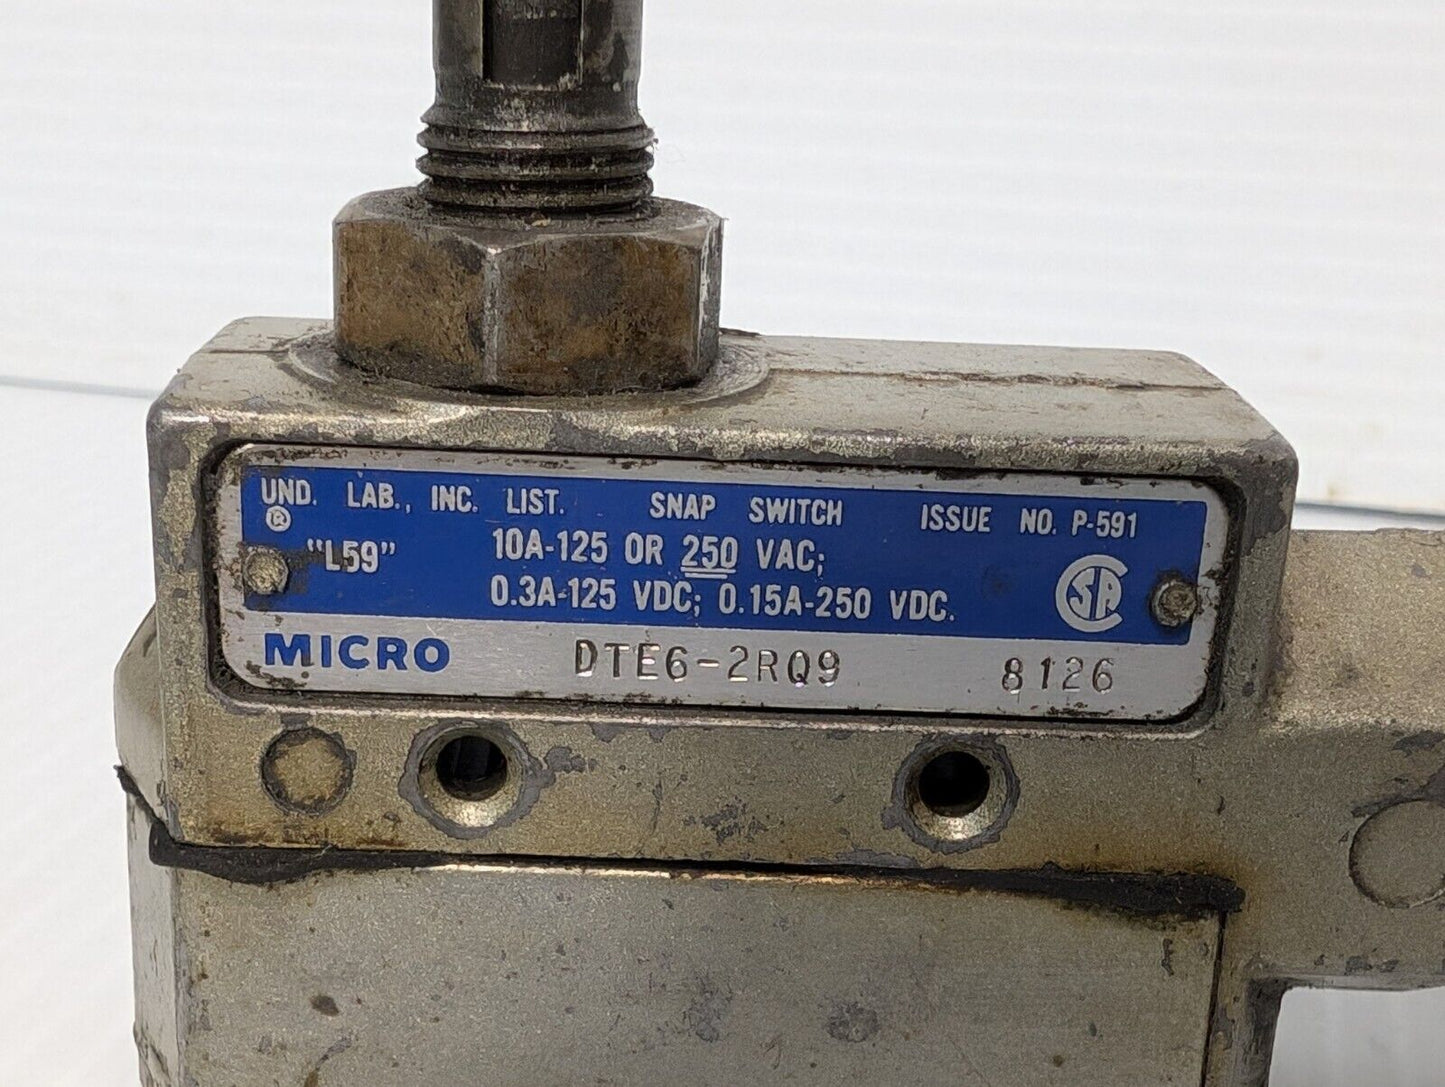 UND. LAB., INC. LIST. SNAP SWITCH ISSUE NO. P-591
®
"L59" 10A-125 OR 250 VAC;
0.3A-125 VDC; 0.15A-250 VDC.
MICRO DTE6-2RQ9 8126